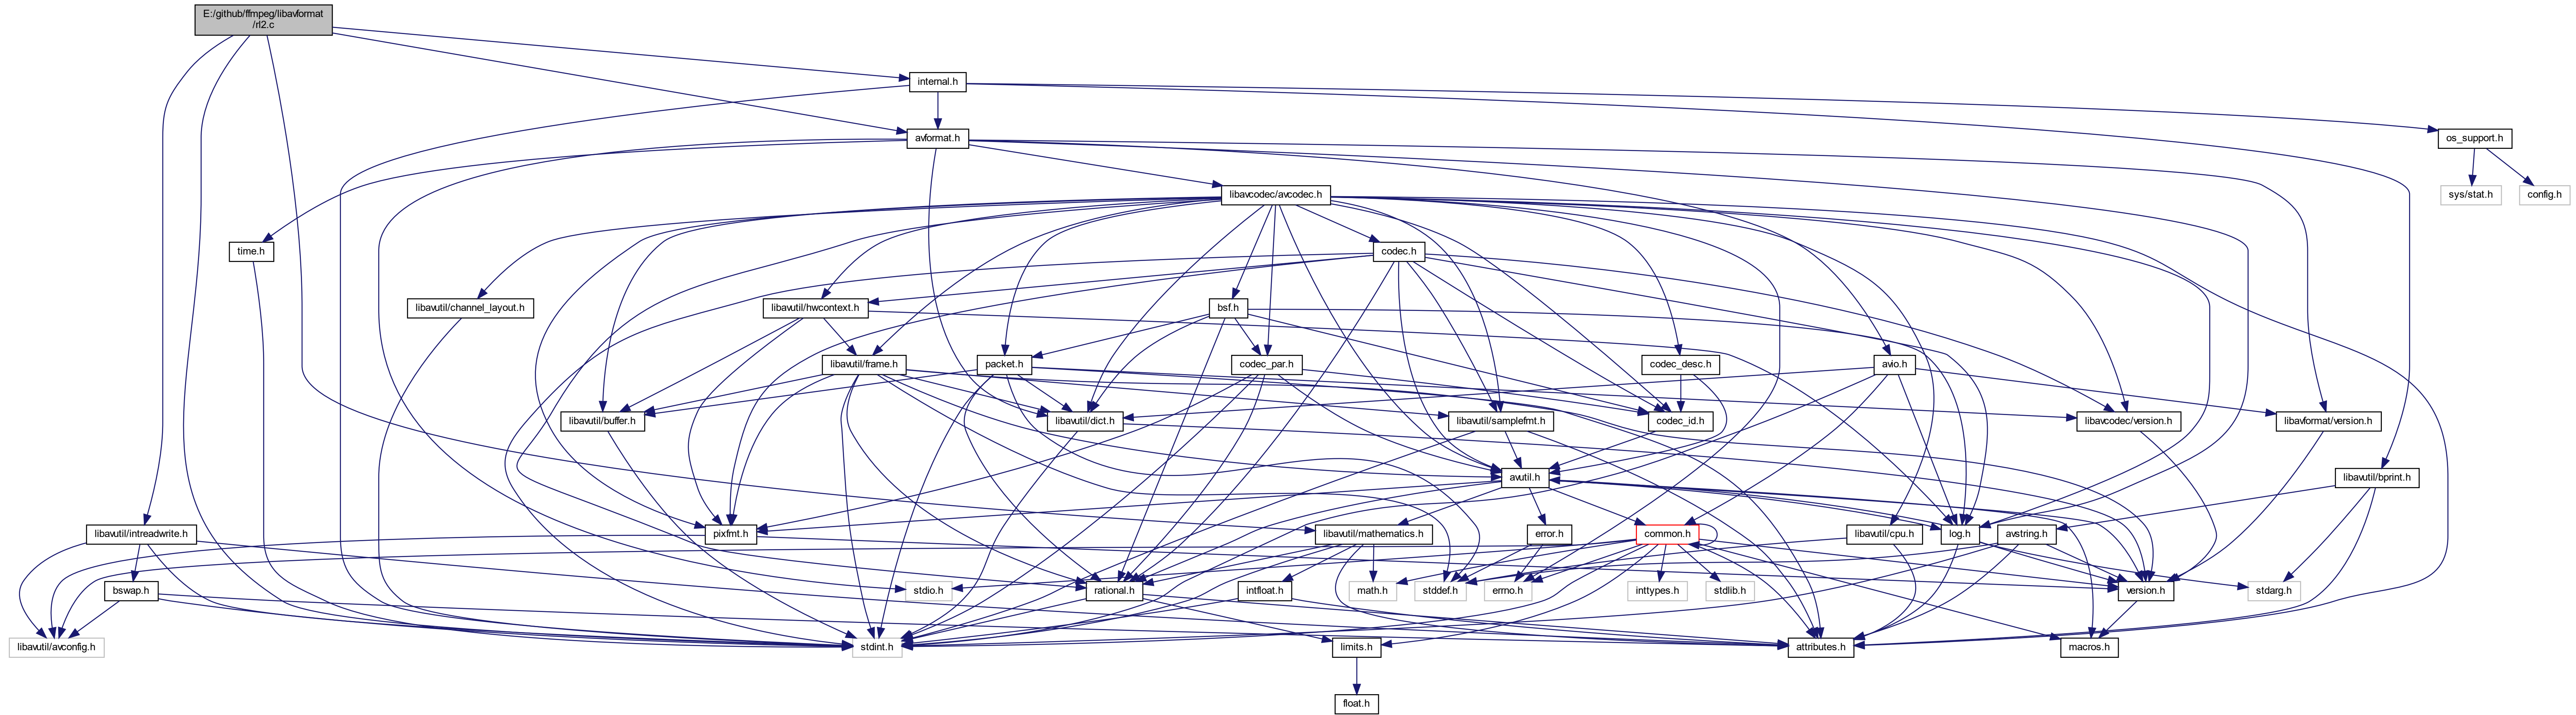 E:/github/ffmpeg/libavformat
/rl2.c
internal.h
avformat.h
os_support.h
libavcodec/avcodec.h
sys/stat.h
config.h
time.h
codec.h
libavutil/channel_layout.h
libavutil/hwcontext.h
bsf.h
libavutil/frame.h
packet.h
codec_par.h
codec_desc.h
avio.h
libavutil/buffer.h
libavutil/dict.h
libavutil/samplefmt.h
codec_id.h
libavcodec/version.h
libavformat/version.h
avutil.h
libavutil/bprint.h
libavutil/intreadwrite.h
pixfmt.h
libavutil/mathematics.h
error.h
common.h
libavutil/cpu.h
log.h
avstring.h
bswap.h
stdio.h
rational.h
intfloat.h
math.h
stddef.h
errno.h
inttypes.h
stdlib.h
version.h
stdarg.h
libavutil/avconfig.h
stdint.h
limits.h
attributes.h
macros.h
float.h